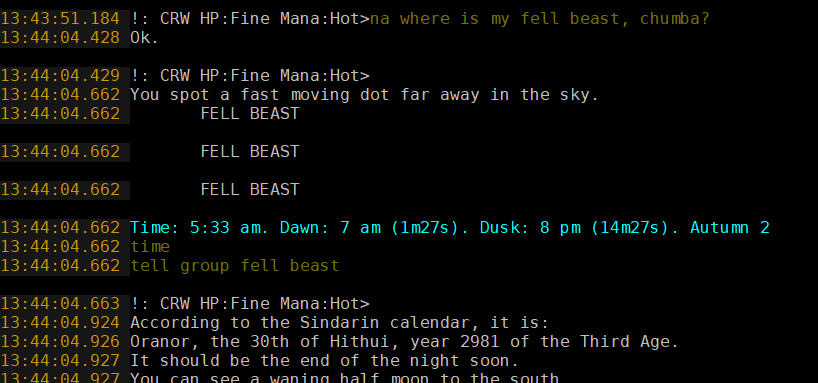 13:43:51.184 !: CRW HP:Fine Mana:Hot>na where is my fell beast, chumba?
13:44:04.428 Ok.
13:44:04.429 !: CRW HP:Fine Mana:Hot>
13:44:04.662 You spot a fast moving dot far away in the sky.
13:44:04.662 FELL BEAST
13:44:04.662 FELL BEAST
13:44:04.662 FELL BEAST
13:44:04.662 Time: 5:33 am. Dawn: 7 am (1m27s). Dusk: 8 pm (14m27s). Autumn 2
13:44:04.662 time
13:44:04.662 tell group fell beast
13:44:04.663 !: CRW HP:Fine Mana:Hot>
13:44:04.924 According to the Sindarin calendar, it is:
13:44:04.926 Oranor, the 30th of Hithui, year 2981 of the Third Age.
13:44:04.927 It should be the end of the night soon.
13:44:04.927 You can see a waning half moon to the south